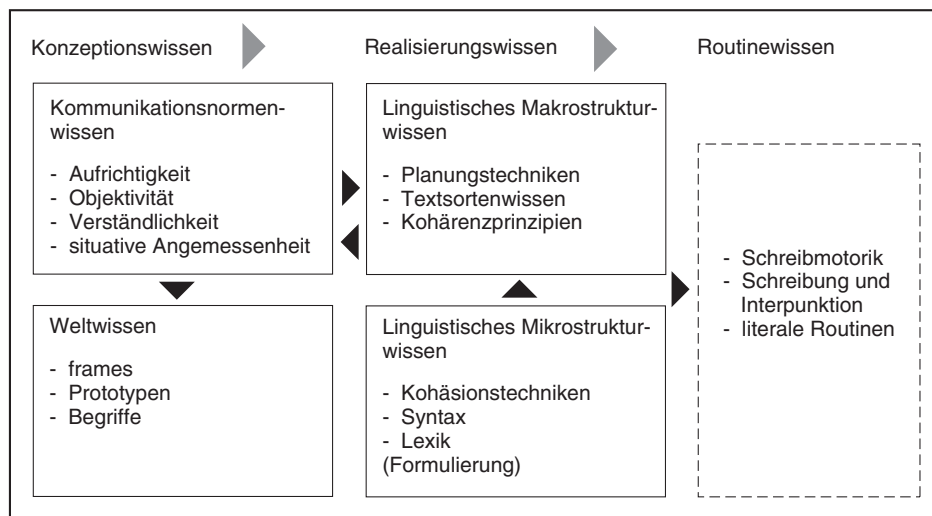 Konzeptionswissen
Realisierungswissen
Routinewissen
Kommunikationsnormen-
wissen
- Aufrichtigkeit
- Objektivität
- Verständlichkeit
- situative Angemessenheit
Weltwissen
- frames
- Prototypen
- Begriffe
Linguistisches Makrostruktur-
wissen
- Planungstechniken
- Textsortenwissen
- Kohärenzprinzipien
Linguistisches Mikrostruktur-
wissen
- Kohäsionstechniken
- Syntax
- Lexik
(Formulierung)
- Schreibmotorik
- Schreibung und
Interpunktion
- literale Routinen